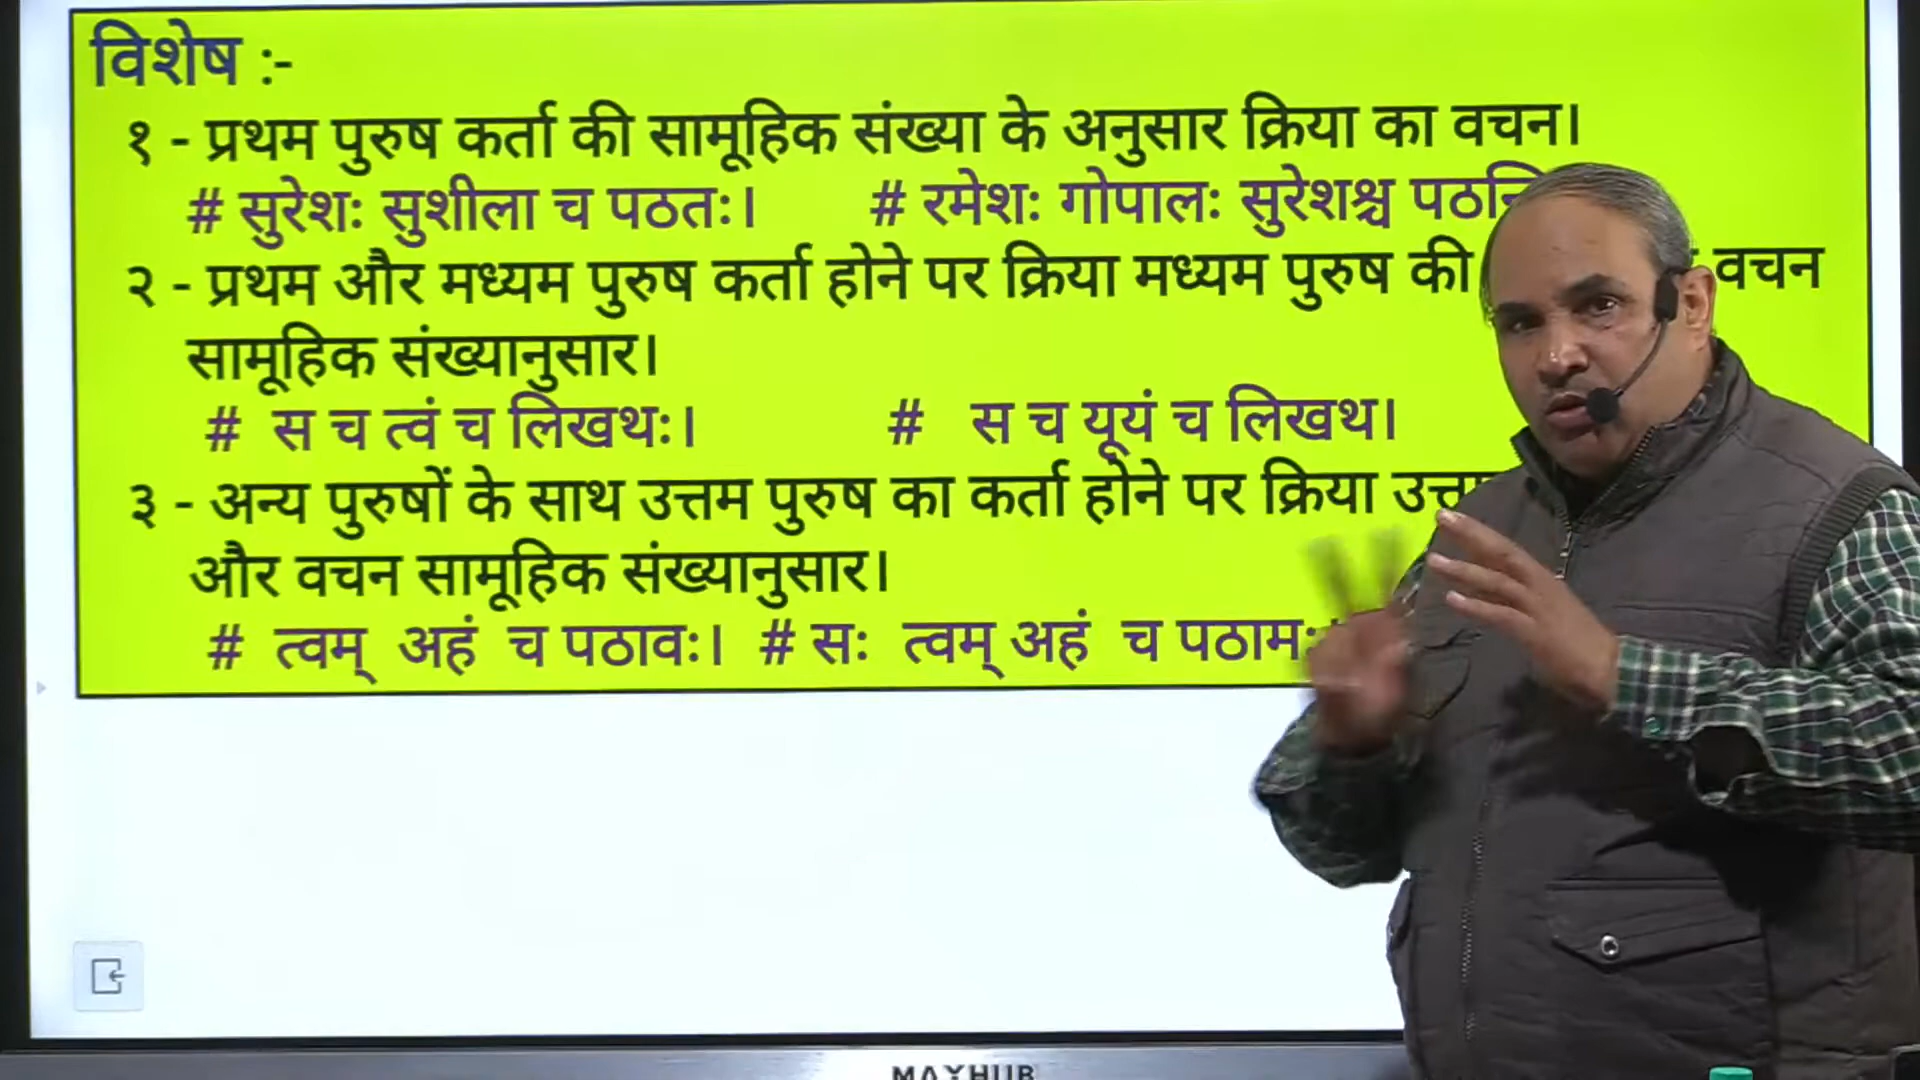 विशेष :-
१ - प्रथम पुरुष कर्ता की सामूहिक संख्या के अनुसार क्रिया का वचन।
# सुरेशः सुशीला च पठतः। # रमेशः गोपालः सुरेशश्च
२ - प्रथम और मध्यम पुरुष कर्ता होने पर क्रिया मध्यम पुरुष की वचन
सामूहिक संख्यानुसार।
# स च त्वं च लिखथः। # स च यूयं च लिखथ।
३ - अन्य पुरुषों के साथ उत्तम पुरुष का कर्ता होने पर क्रिया
और वचन सामूहिक संख्यानुसार।
# त्वम् अहं च पठावः। # सः त्वम् अहं च पठामः
MAXHUB